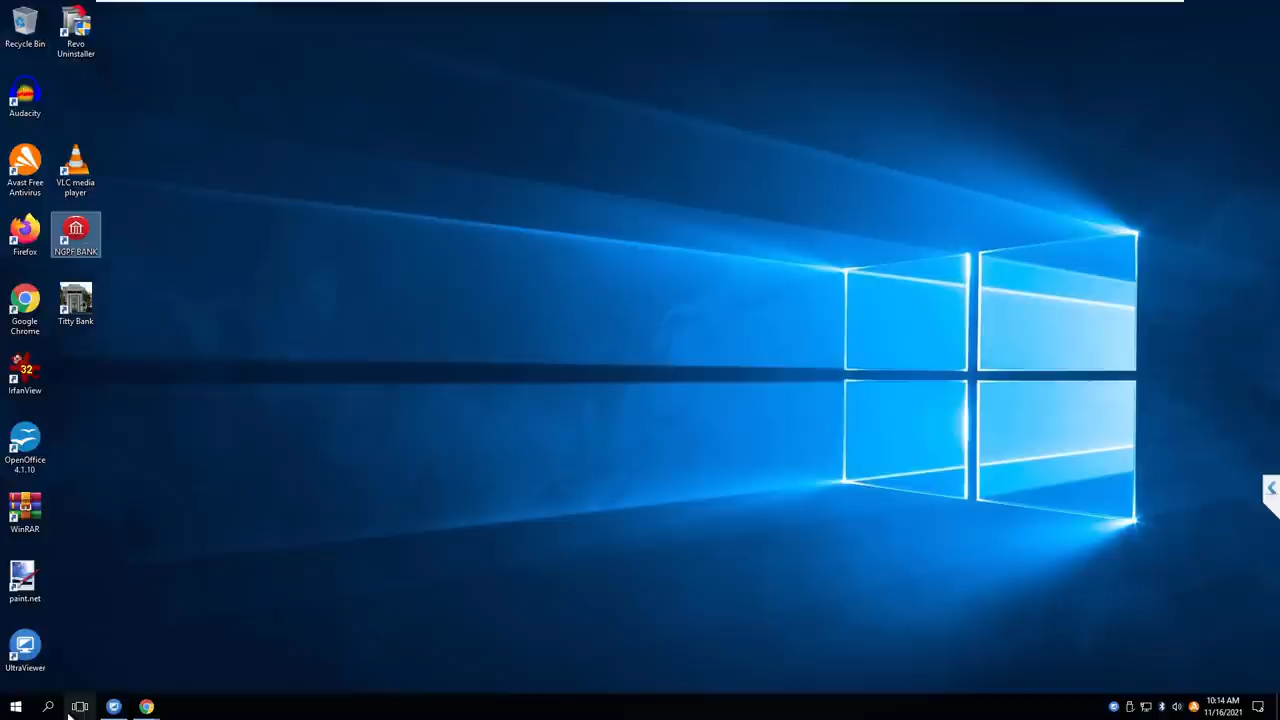 Recycle Bin
Revo
Uninstaller
Audacity
Avast Free
Antivirus
VLC media
player
Firefox
NGPF BANK
Google
Chrome
Titty Bank
32
IrfanView
OpenOffice
4.1.10
WinRAR
paint.net
UltraViewer
10:14 AM
11/16/2021